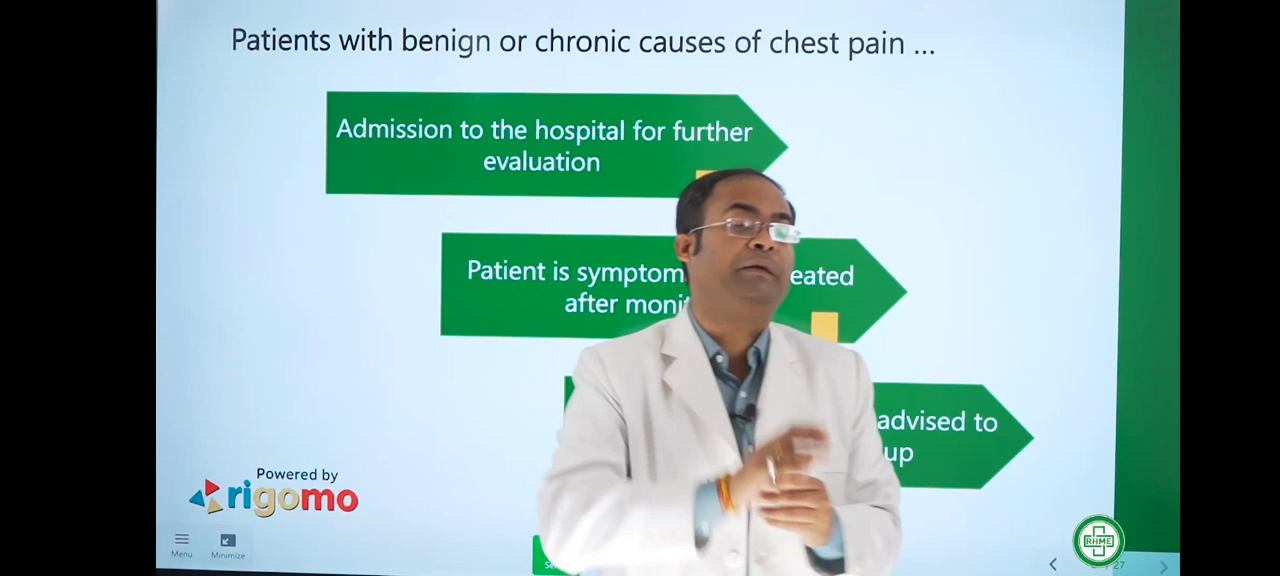 Patients with benign or chronic causes of chest pain ...
Admission to the hospital for further
evaluation
Patient is symptom eated
after moni
advised to
up
Powered by
rigomo
Menu
Minimize
RHME
27